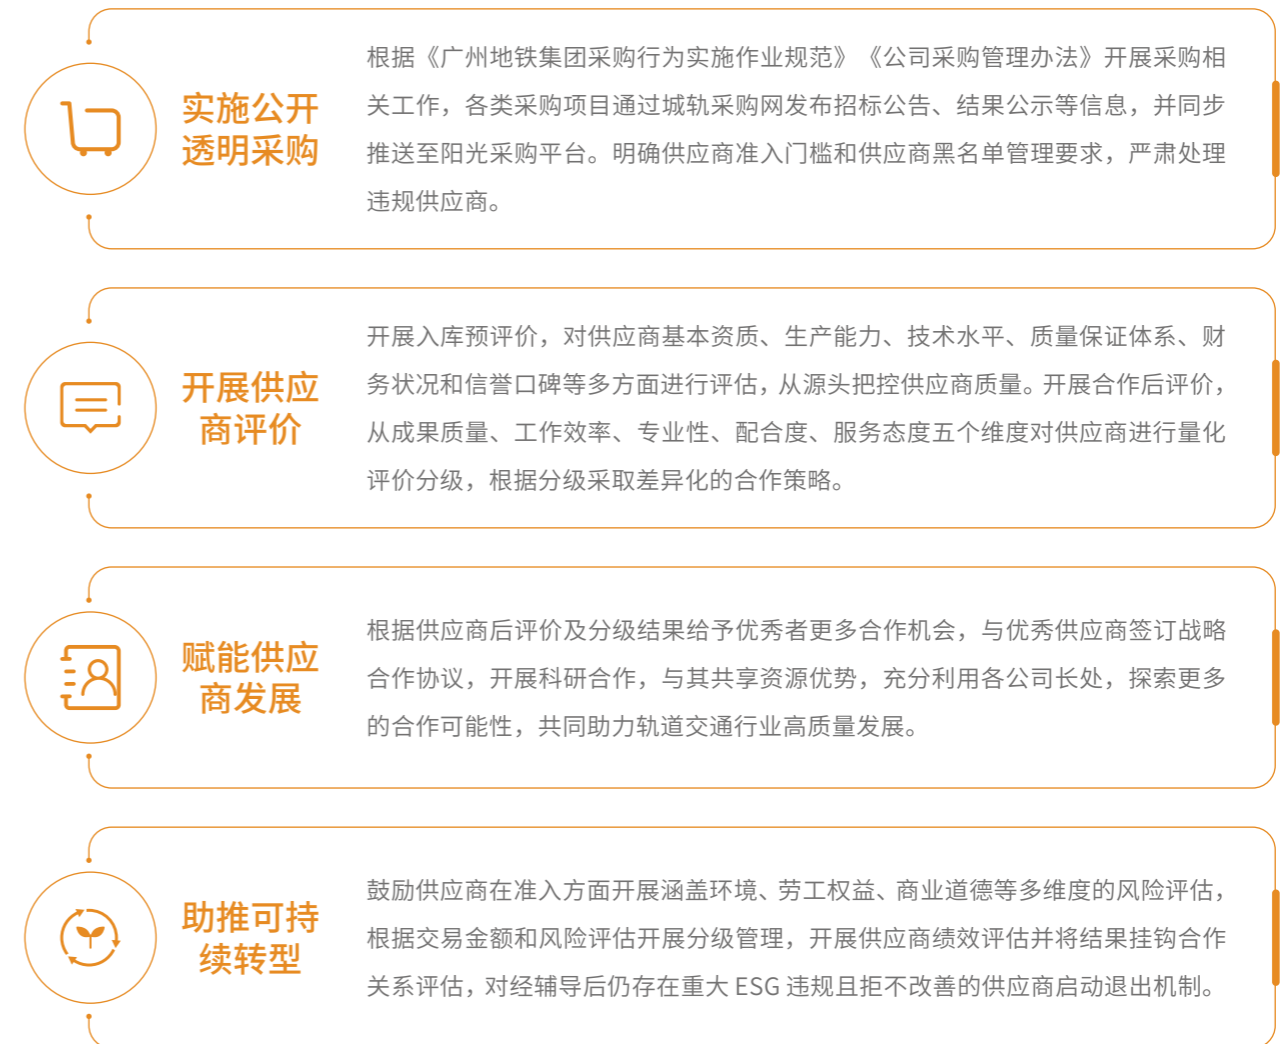 实施公开
透明采购
根据《广州地铁集团采购行为实施作业规范》《公司采购管理办法》开展采购相
关工作，各类采购项目通过城轨采购网发布招标公告、结果公示等信息，并同步
推送至阳光采购平台。明确供应商准入门槛和供应商黑名单管理要求，严肃处理
违规供应商。
开展供应
商评价
开展入库预评价，对供应商基本资质、生产能力、技术水平、质量保证体系、财
务状况和信誉口碑等多方面进行评估，从源头把控供应商质量。开展合作后评价，
从成果质量、工作效率、专业性、配合度、服务态度五个维度对供应商进行量化
评价分级，根据分级采取差异化的合作策略。
赋能供应
商发展
根据供应商后评价及分级结果给予优秀者更多合作机会，与优秀供应商签订战略
合作协议，开展科研合作，与其共享资源优势，充分利用各公司长处，探索更多
的合作可能性，共同助力轨道交通行业高质量发展。
助推可持
续转型
鼓励供应商在准入方面开展涵盖环境、劳工权益、商业道德等多维度的风险评估，
根据交易金额和风险评估开展分级管理，开展供应商绩效评估并将结果挂钩合作
关系评估，对经辅导后仍存在重大 ESG 违规且拒不改善的供应商启动退出机制。